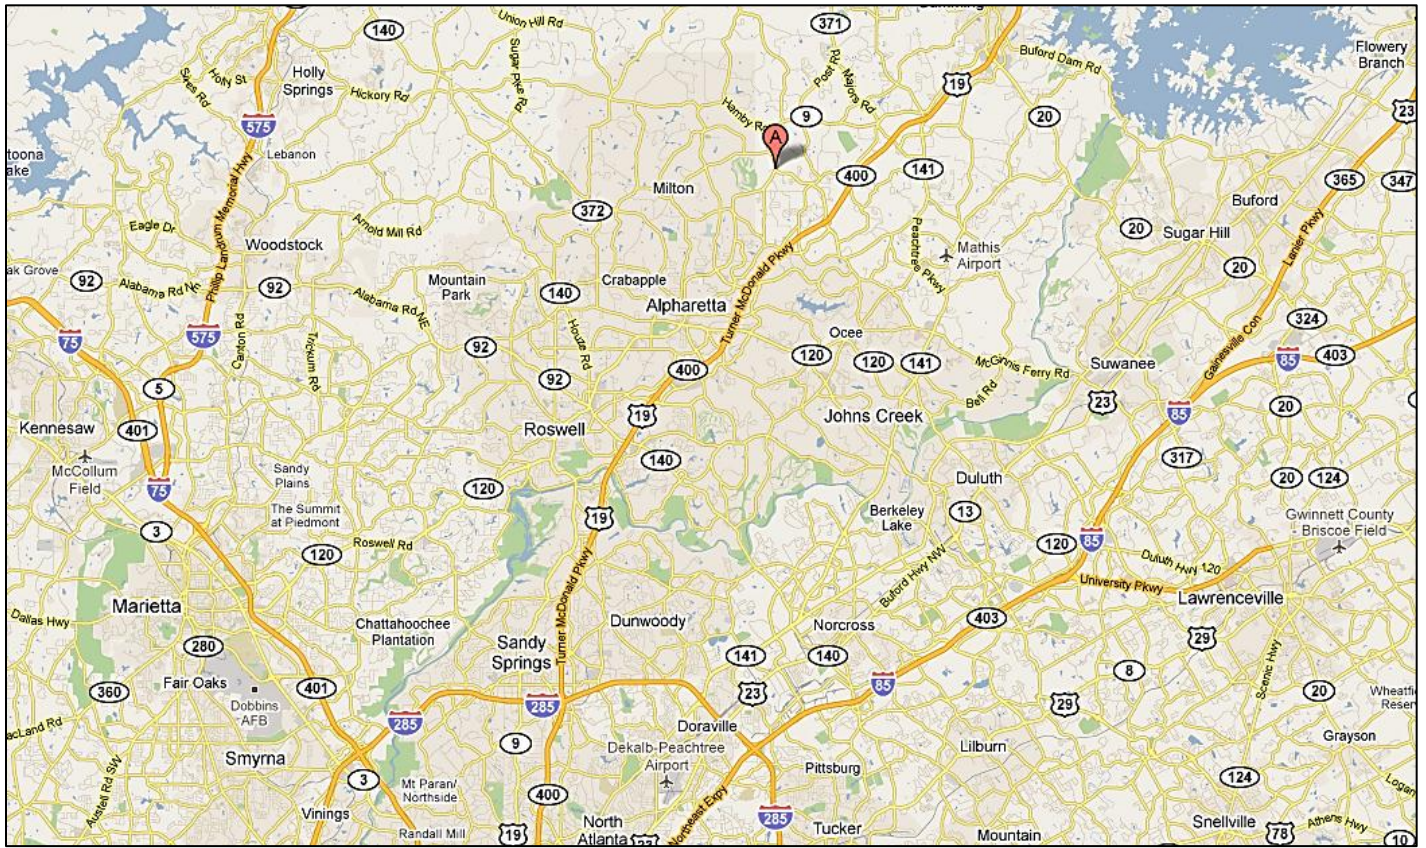 Union Hill Rd
371
140
Flowery
Branch
Holly
Springs
Holly St
Sixes Rd
Sugar Pike Rd
Post Rd
Majors Rd
Buford Dam Rd
19
Hickory Rd
Hamby Rd
9
20
23
575
A
Lebanon
toona
ake
400
141
365
347
Milton
372
Buford
Phillip Landrum Memorial Hwy
Eagle Dr
Arnold Mill Rd
Woodstock
Peachtree Pkwy
Mathis
Airport
20
Sugar Hill
Lanier Pkwy
ak Grove
92
Alabama Rd
92
Mountain
Park
Crabapple
20
Alabama Rd NE
140
Alpharetta
Turner McDonald Pkwy
324
75
575
Canton Rd
Trickum Rd
92
Houze Rd
Ocee
120
120
141
McGinnis Ferry Rd
Suwanee
Gainesville Con
85
403
5
92
400
Bell Rd
23
85
20
Kennesaw
401
19
Roswell
Johns Creek
McCollum
Field
Sandy
Plains
140
317
75
120
Duluth
20
124
The Summit
at Piedmont
19
Berkeley
Lake
13
Gwinnett County
- Briscoe Field
3
120
Roswell Rd
120
85
Duluth Hwy 120
Buford Hwy NW
University Pkwy
Marietta
Turner McDonald Pkwy
Lawrenceville
Dallas Hwy
Chattahoochee
Plantation
Dunwoody
Norcross
403
280
Sandy
Springs
29
141
140
8
Scenic Hwy
Fair Oaks
401
360
Dobbins
AFB
285
285
23
85
29
20
Grayson
Doraville
9
Dekalb-Peachtree
Airport
Lilburn
Smyrna
3
Mt Paran/
Northside
400
Pittsburg
124
Austell Rd SW
Vinings
Northeast Expy
285
Randall Mill
19
North
Atlanta
Tucker
Mountain
Snellville
78
Athens Hwy
10